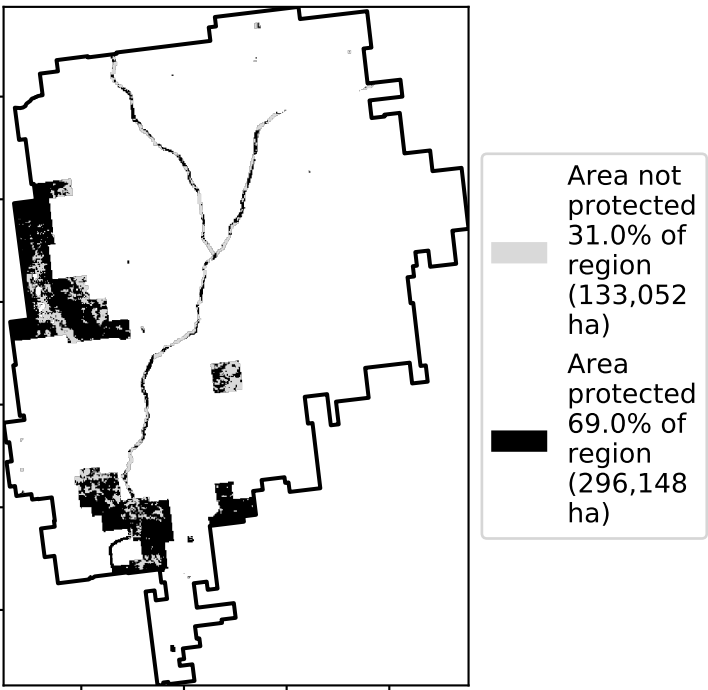 Area not
protected
31.0% of
region
(133,052
ha)
Area
protected
69.0% of
region
(296,148
ha)